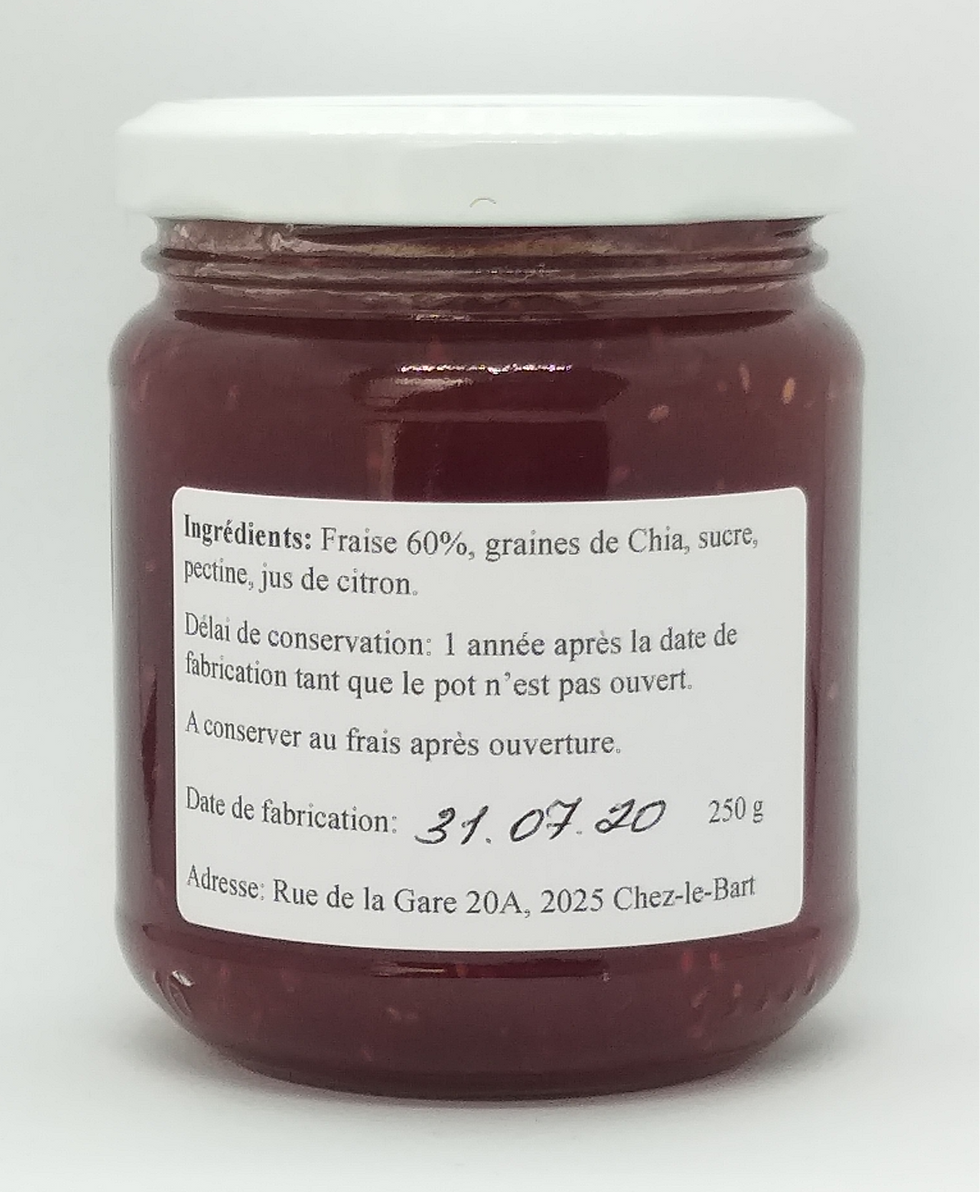 Ingrédients: Fraise 60%, graines de Chia, sucre,
pectine, jus de citron.
Délai de conservation: 1 année après la date de
fabrication tant que le pot n'est pas ouvert.
A conserver au frais après ouverture.
Date de fabrication: 31.07.20 250 g
Adresse: Rue de la Gare 20A, 2025 Chez-le-Bart